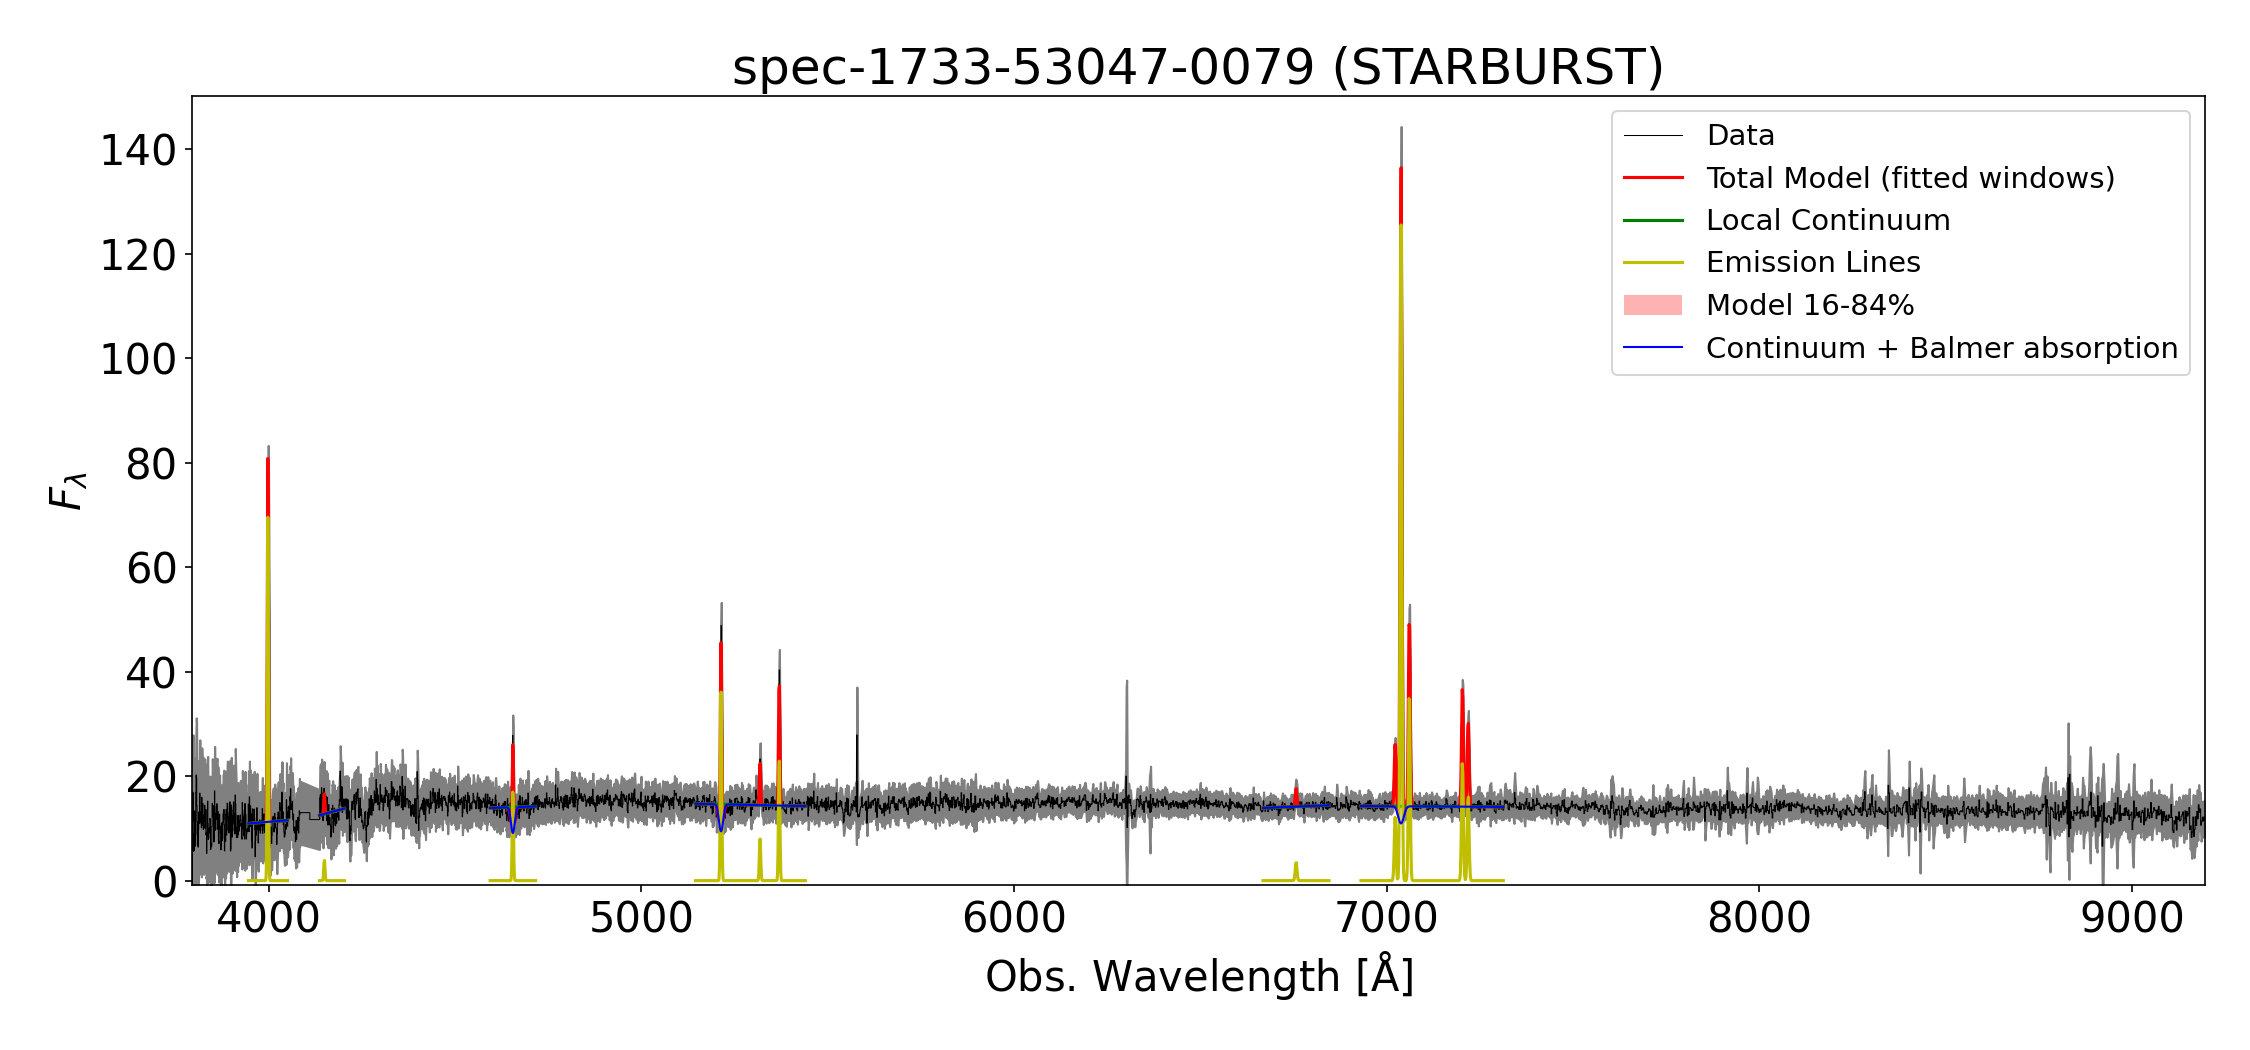 spec-1733-53047-0079 (STARBURST)
Data
Total Model (fitted windows)
Local Continuum
Emission Lines
Model 16-84%
Continuum + Balmer absorption
140
120
100
80
60
40
20
0
Fλ
4000 5000 6000 7000 8000 9000
Obs. Wavelength [Å]